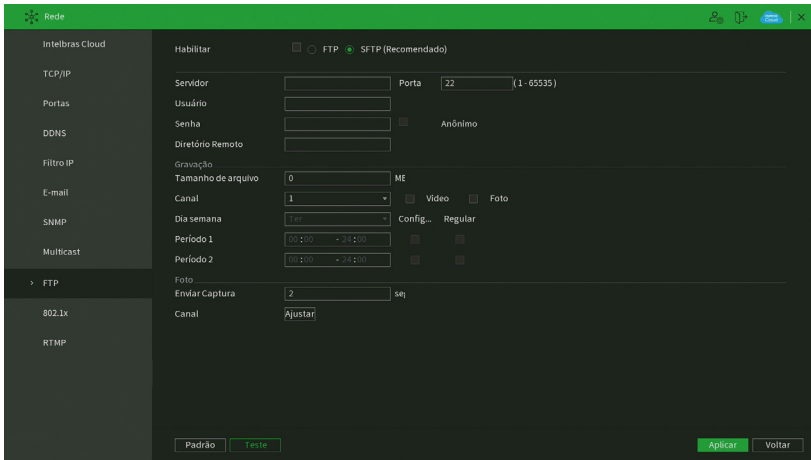 Rede
Intelbras Cloud
TCP/IP
Portas
DDNS
Filtro IP
E-mail
SNMP
Multicast
FTP
802.1x
RTMP
Habilitar FTP SFTP (Recomendado)
Servidor Porta 22 (1-65535)
Usuário
Senha Anônimo
Diretório Remoto
Gravação
Tamanho de arquivo 0
Canal 1 Vídeo Foto
Dia semana Ter Config... Regular
Período 1 00:00 - 24:00
Período 2 00:00 - 24:00
Foto
Enviar Captura 2
Canal Ajustar
Padrão Teste Aplicar Voltar